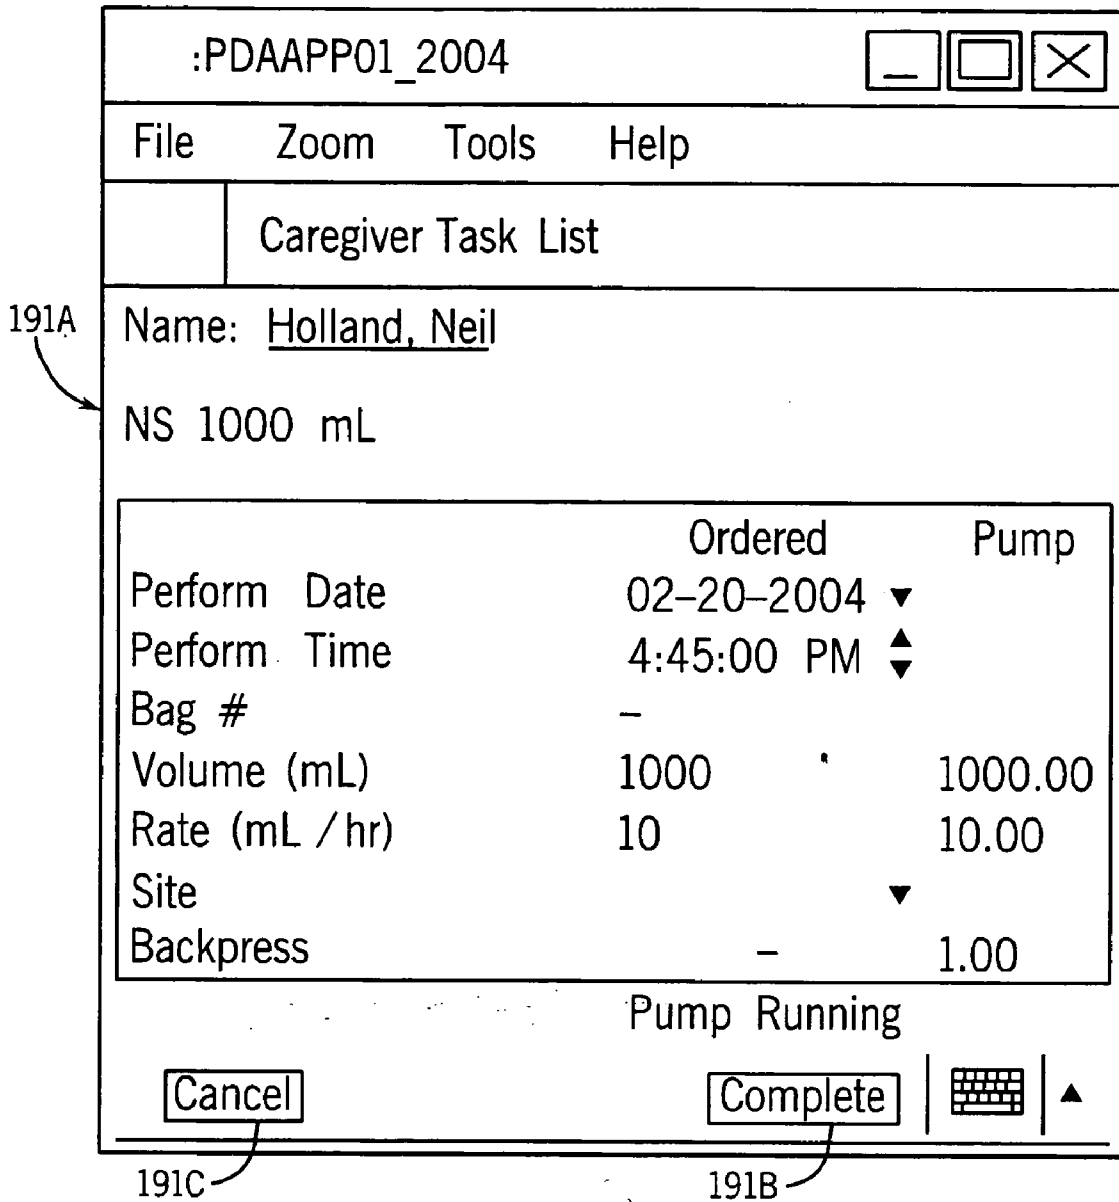 :PDAAPP01_2004
File Zoom Tools Help
Caregiver Task List
191A
Name: Holland, Neil
NS 1000 mL
Ordered Pump
Perform Date 02–20–2004
Perform Time 4:45:00 PM
Bag # –
Volume (mL) 1000 1000.00
Rate (mL / hr) 10 10.00
Site
Backpress – 1.00
Pump Running
Cancel Complete
191C 191B